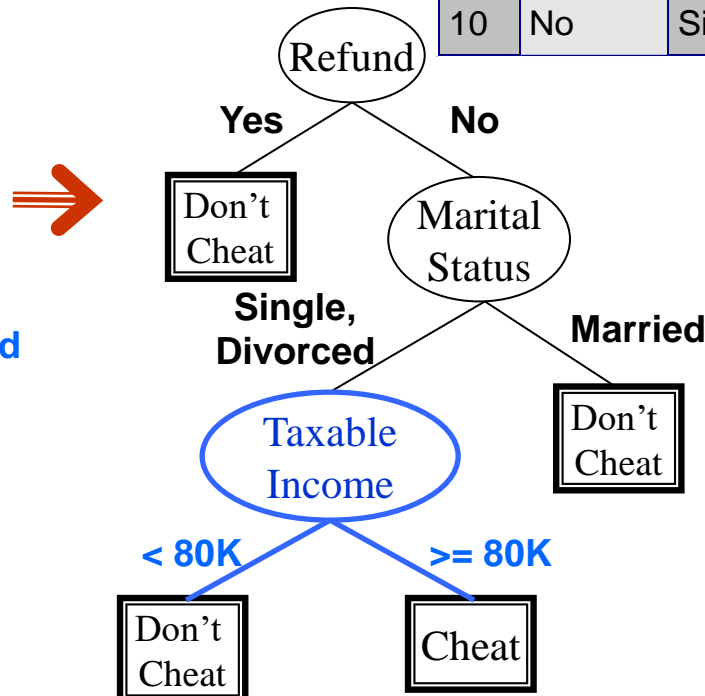 10 No Si
Refund
Yes No
Don't
Cheat
Marital
Status
Single,
Divorced
Married
d
Taxable
Income
Don't
Cheat
< 80K >= 80K
Don't
Cheat
Cheat